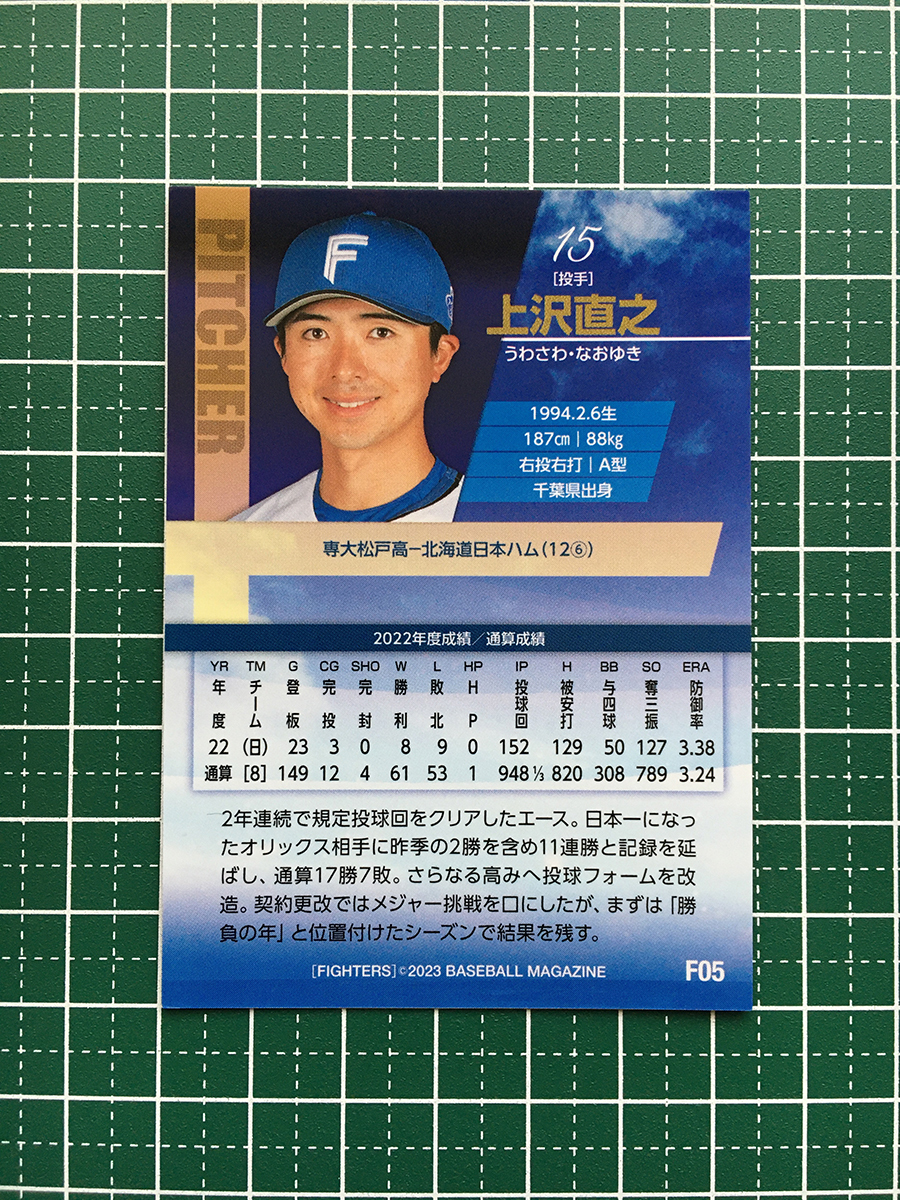 PITCHER
F
15
[投手]
上沢直之
うわさわ・なおゆき
1994.2.6生
187㎝|88㎏
右投右打|A型
千葉県出身
専大松戸高−北海道日本ハム(12⑥)
2022年度成績／通算成績
YR TM G CG SHO W L HP IP H BB SO ERA
年度 チーム 登板 完投 完封 勝利 敗北 HP 投球回 被安打 与四球 奪三振 防御率
22 (日) 23 3 0 8 9 0 152 129 50 127 3.38
通算 [8] 149 12 4 61 53 1 948 ⅓ 820 308 789 3.24
2年連続で規定投球回をクリアしたエース。日本一になっ
たオリックス相手に昨季の2勝を含め11連勝と記録を延
ばし、通算17勝7敗。さらなる高みへ投球フォームを改
造。契約更改ではメジャー挑戦を口にしたが、まずは「勝
負の年」と位置付けたシーズンで結果を残す。
[FIGHTERS]©2023 BASEBALL MAGAZINE F05